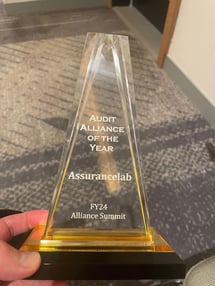 AUDIT
ALLIANCE
OF THE
YEAR
Assurancelab
FY24
Alliance Summit